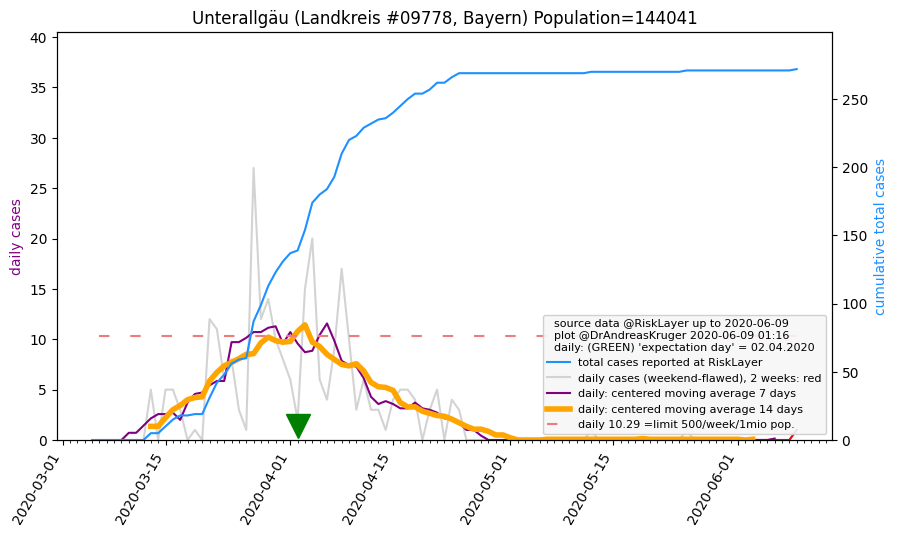 Unterallgäu (Landkreis #09778, Bayern) Population=144041
40
35
30
25
20
15
10
5
0
daily cases
250
200
150
100
50
0
cumulative total cases
source data @RiskLayer up to 2020-06-09
plot @DrAndreasKruger 2020-06-09 01:16
daily: (GREEN) 'expectation day' = 02.04.2020
total cases reported at RiskLayer
daily cases (weekend-flawed), 2 weeks: red
daily: centered moving average 7 days
daily: centered moving average 14 days
daily 10.29 =limit 500/week/1mio pop.
2020-03-01
2020-03-15
2020-04-01
2020-04-15
2020-05-01
2020-05-15
2020-06-01